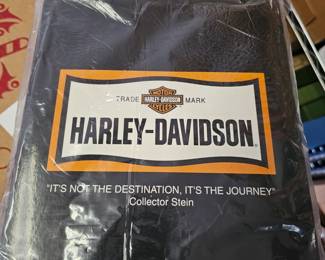 TRADE MARK
MOTOR
HARLEY-DAVIDSON
CYCLES
HARLEY-DAVIDSON®
"IT'S NOT THE DESTINATION, IT'S THE JOURNEY"
Collector Stein